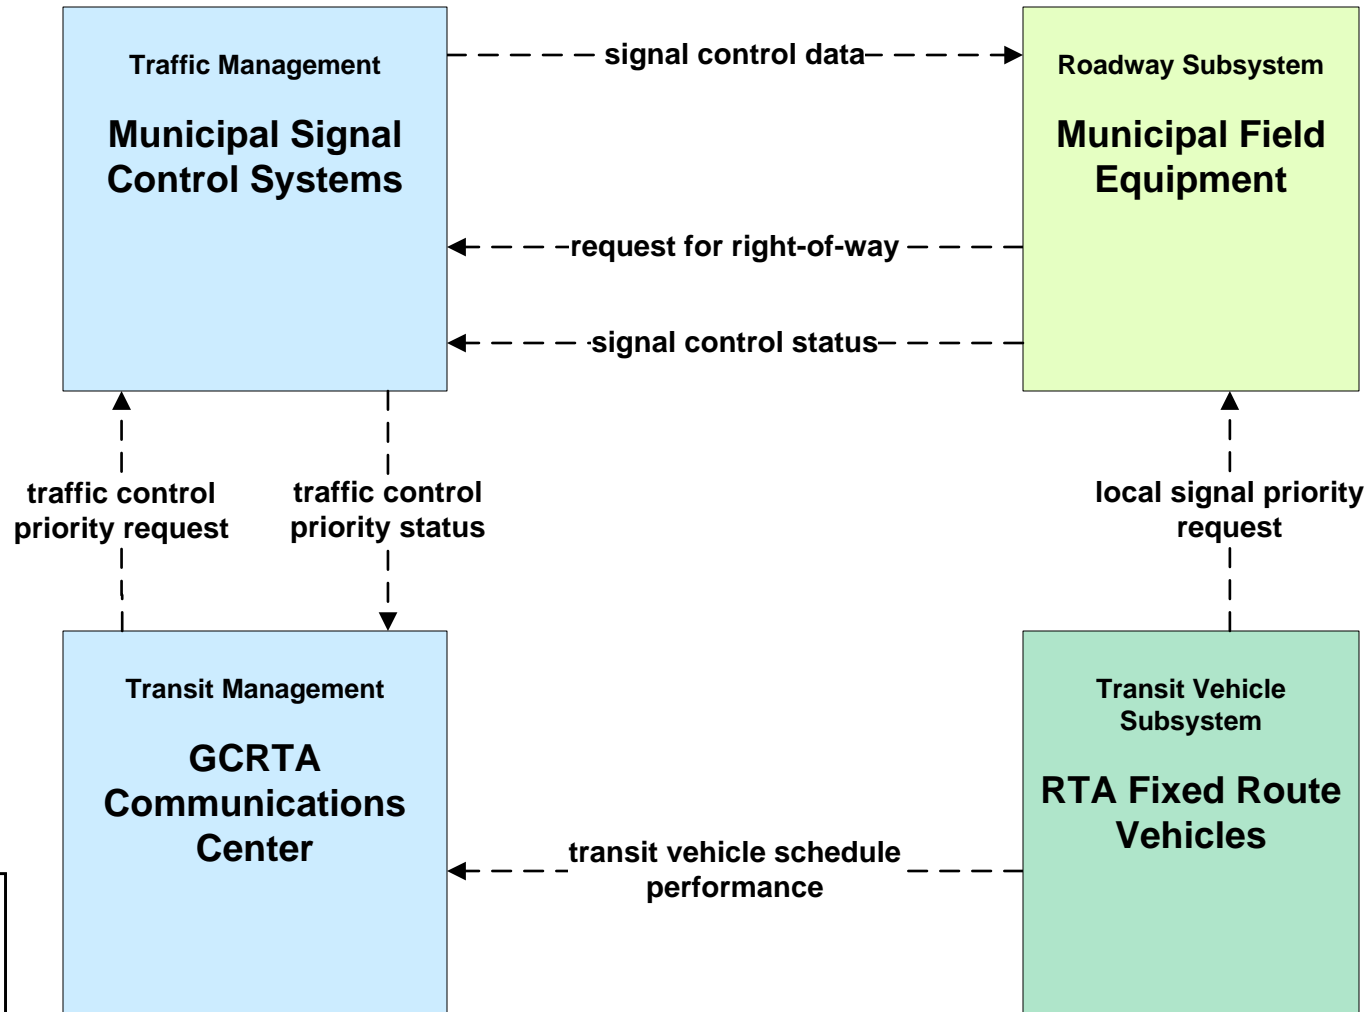 Traffic Management
Municipal Signal
Control Systems
signal control data
Roadway Subsystem
Municipal Field
Equipment
request for right-of-way
signal control status
traffic control
priority request
traffic control
priority status
local signal priority
request
Transit Management
GCRTA
Communications
Center
transit vehicle schedule
performance
Transit Vehicle
Subsystem
RTA Fixed Route
Vehicles